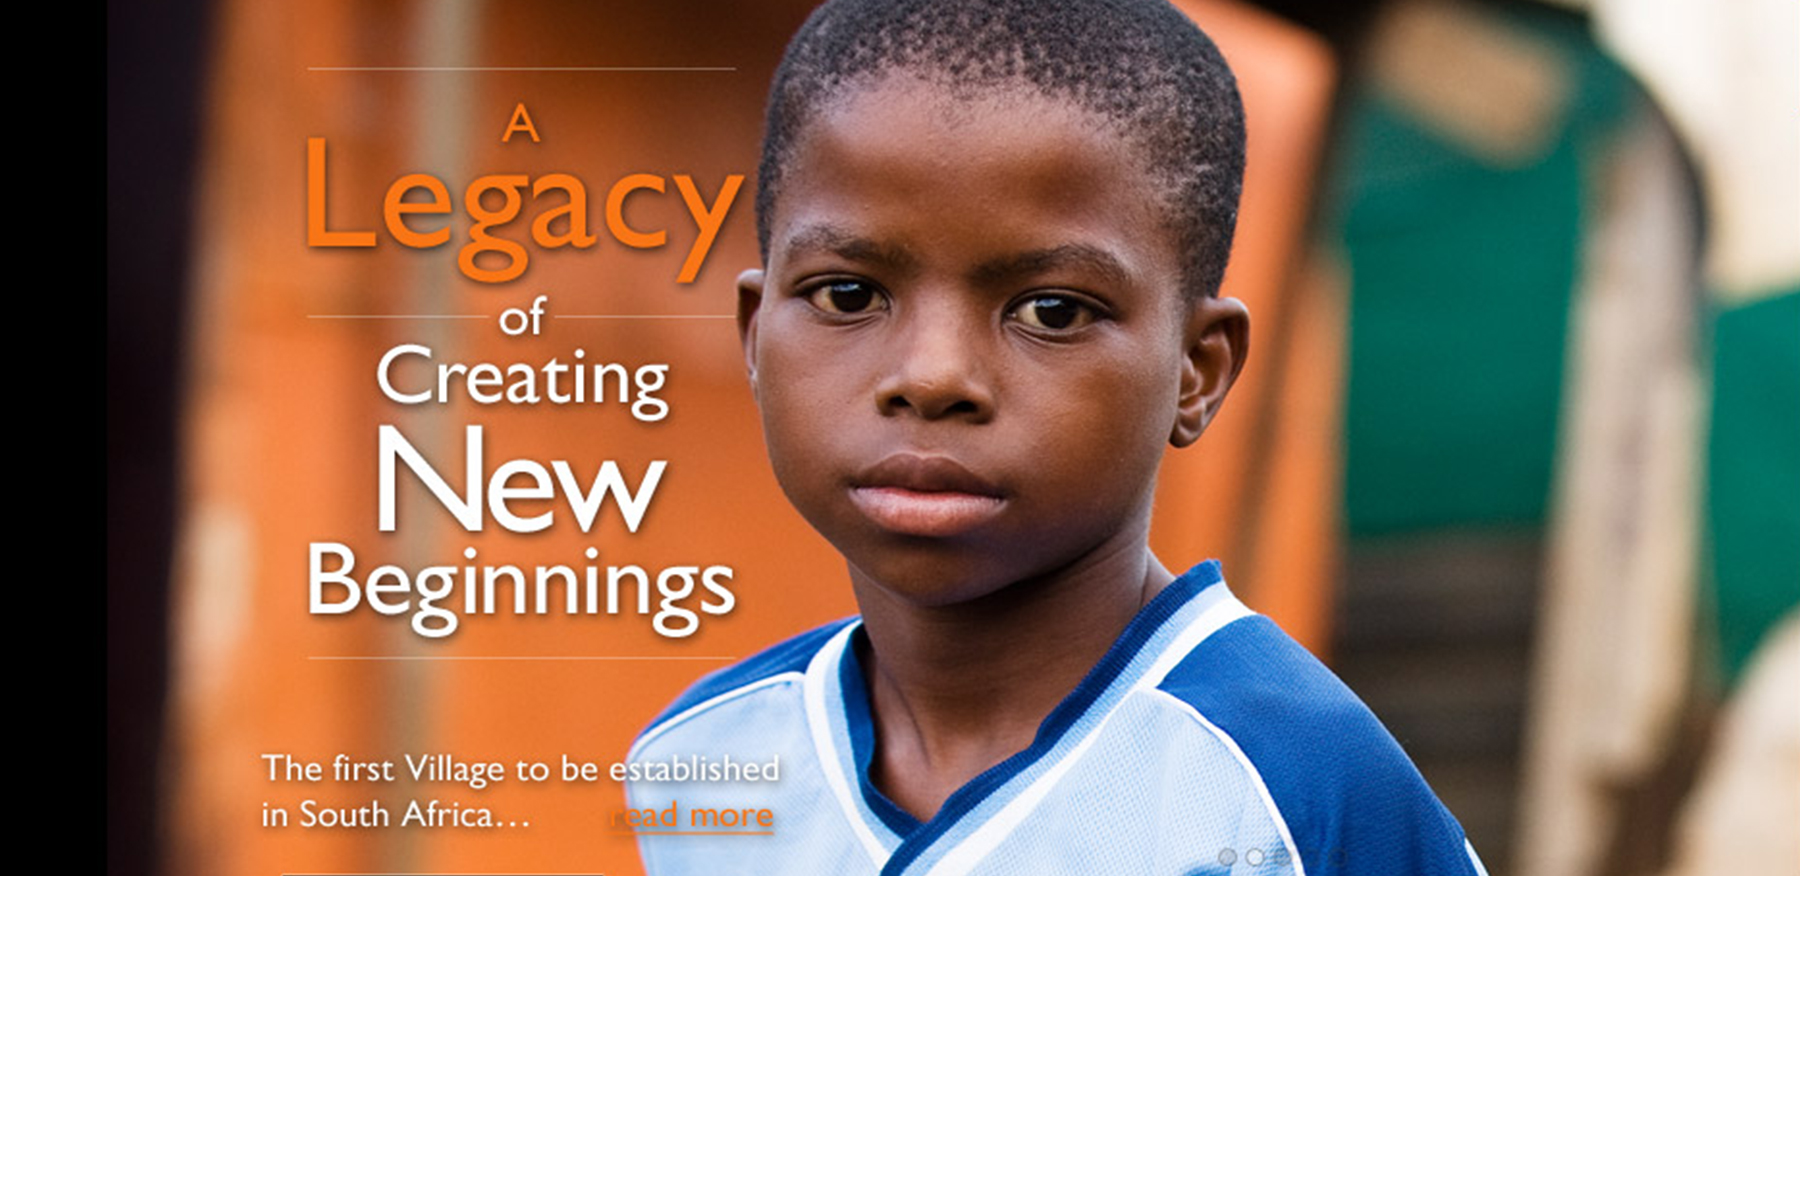 A
Legacy
of
Creating
New
Beginnings
The first Village to be established
in South Africa... read more